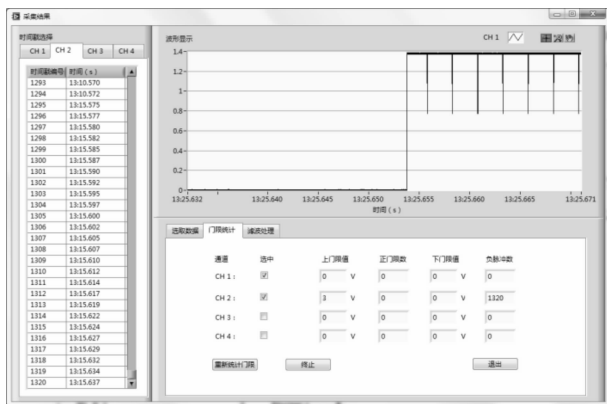 采集结果
时间戳选择
CH 1 CH 2 CH 3 CH 4
时间戳编号 时间(s)
1293 13:10.570
1294 13:10.572
1295 13:15.575
1296 13:15.577
1297 13:15.580
1298 13:15.582
1299 13:15.585
1300 13:15.587
1301 13:15.590
1302 13:15.592
1303 13:15.595
1304 13:15.597
1305 13:15.600
1306 13:15.602
1307 13:15.605
1308 13:15.607
1309 13:15.610
1310 13:15.612
1311 13:15.614
1312 13:15.617
1313 13:15.619
1314 13:15.622
1315 13:15.624
1316 13:15.627
1317 13:15.629
1318 13:15.632
1319 13:15.634
1320 13:15.637
波形显示
CH 1
1.4
1.2
1
0.8
0.6
0.4
0.2
0
13:25.632 13:25.640 13:25.645 13:25.650 13:25.655 13:25.660 13:25.665 13:25.671
时间(s)
选取数据 门限统计 滤波处理
通道 选中 上门限值 正门限数 下门限值 负脉冲数
CH 1: 0 V 0 0 V 0
CH 2: 3 V 0 0 V 1320
CH 3: 0 V 0 0 V 0
CH 4: 0 V 0 0 V 0
重新统计门限 终止 退出